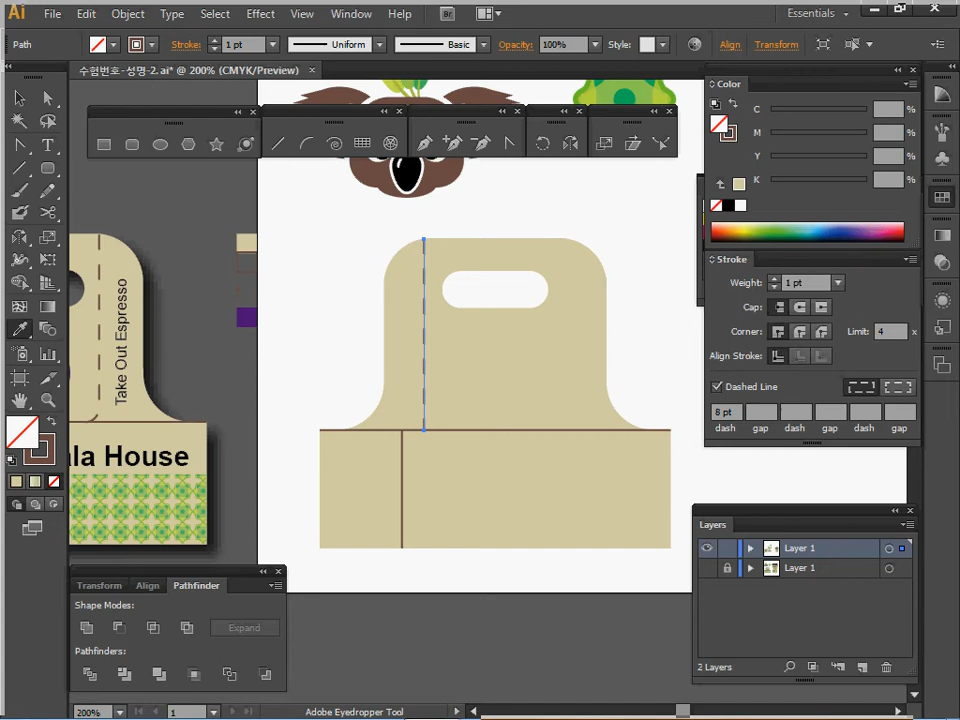 Ai File Edit Object Type Select Effect View Window Help Br Essentials
Path Stroke: 1 pt Uniform Basic Opacity: 100% Style: Align Transform
수험번호-성명-2.ai* @ 200% (CMYK/Preview)
Color
C %
M %
Y %
K %
Stroke
Weight: 1 pt
Cap:
Corner: Limit: 4 x
Align Stroke:
Dashed Line
8 pt
dash gap dash gap dash gap
Take Out Espresso
la House
Layers
Layer 1
Layer 1
2 Layers
Transform Align Pathfinder
Shape Modes:
Expand
Pathfinders:
200% 1 Adobe Eyedropper Tool